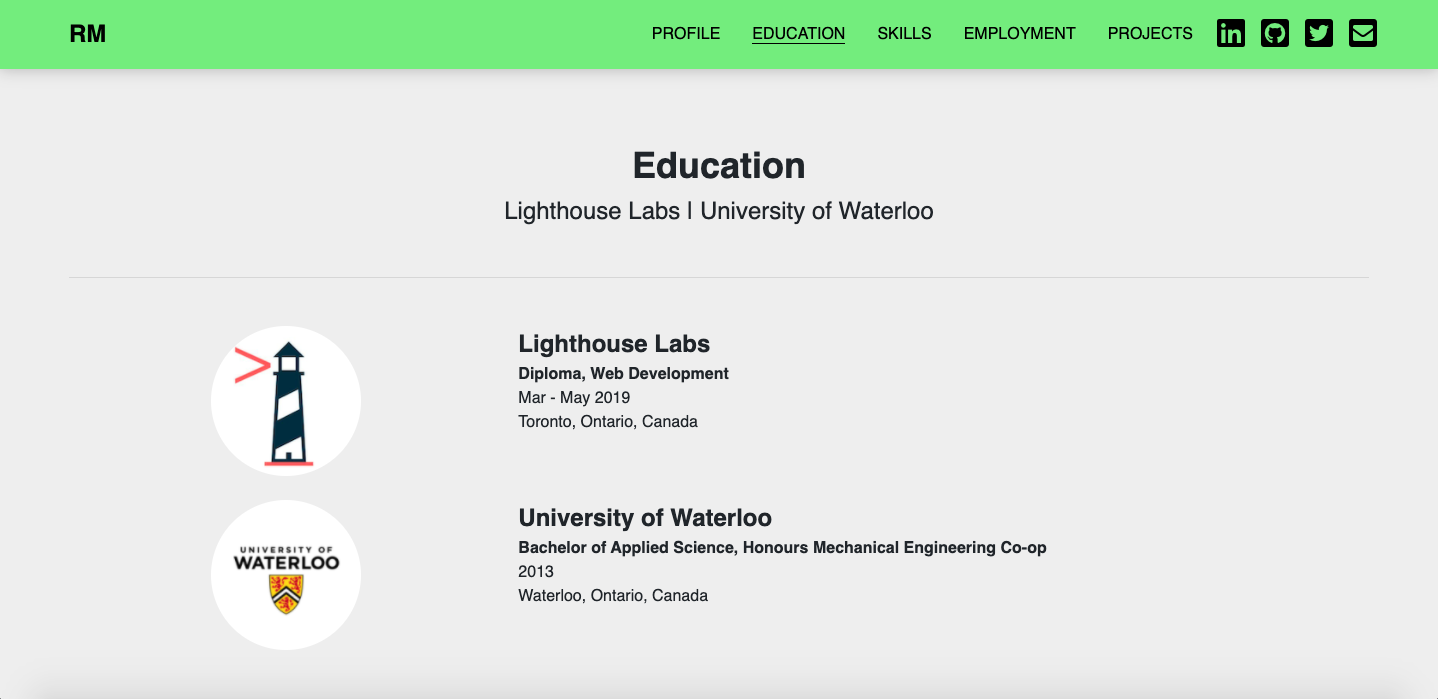 RM
PROFILE EDUCATION SKILLS EMPLOYMENT PROJECTS
Education
Lighthouse Labs | University of Waterloo
Lighthouse Labs
Diploma, Web Development
Mar - May 2019
Toronto, Ontario, Canada
UNIVERSITY OF
WATERLOO
University of Waterloo
Bachelor of Applied Science, Honours Mechanical Engineering Co-op
2013
Waterloo, Ontario, Canada